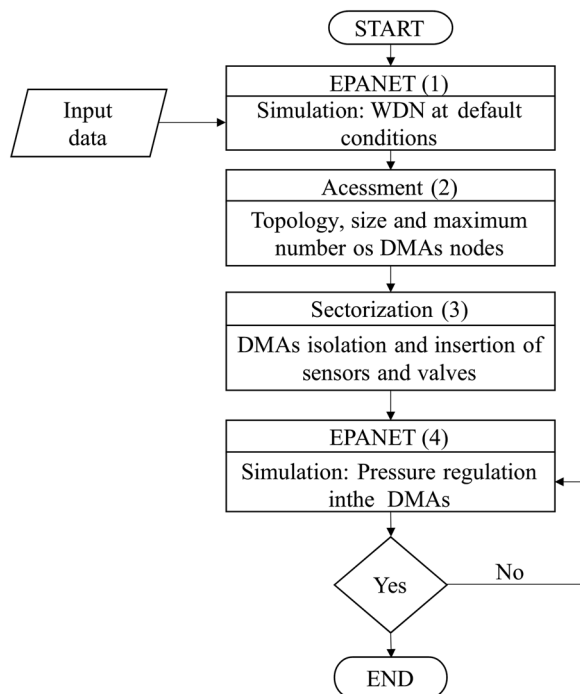 START
EPANET (1)
Input
data
Simulation: WDN at default
conditions
Acessment (2)
Topology, size and maximum
number os DMAs nodes
Sectorization (3)
DMAs isolation and insertion of
sensors and valves
EPANET (4)
Simulation: Pressure regulation
inthe DMAs
Yes
No
END